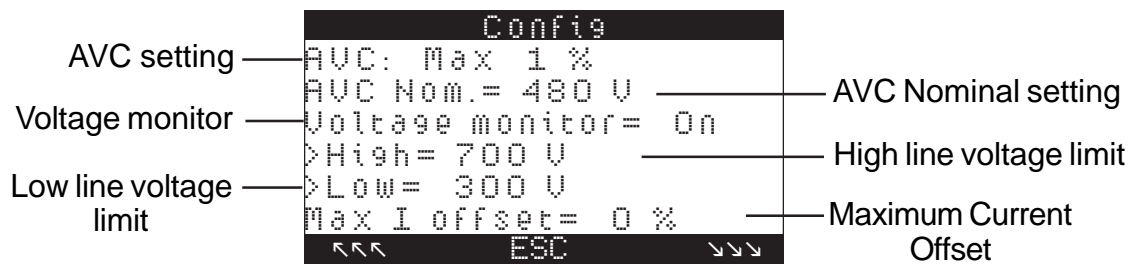 Config
AVC setting
AVC: Max 1 %
AVC Nom.= 480 V
AVC Nominal setting
Voltage monitor
Voltage monitor= On
>High= 700 V
High line voltage limit
Low line voltage
limit
>Low= 300 V
Max I offset= 0 %
Maximum Current
Offset
↖↖↖ ESC ↘↘↘